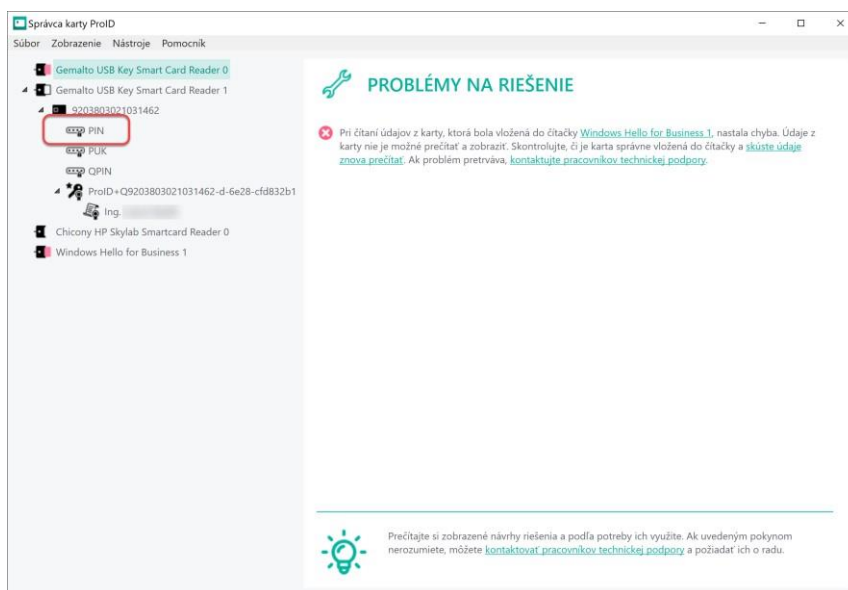 Správca karty ProID
Súbor Zobrazenie Nástroje Pomocník
Gemalto USB Key Smart Card Reader 0
Gemalto USB Key Smart Card Reader 1
9203803021031462
PIN
PUK
QPIN
ProID+Q9203803021031462-d-6e28-cfd832b1
Ing.
Chicony HP Skylab Smartcard Reader 0
Windows Hello for Business 1
PROBLÉMY NA RIEŠENIE
Pri čítaní údajov z karty, ktorá bola vložená do čítačky Windows Hello for Business 1, nastala chyba. Údaje z
karty nie je možné prečítať a zobraziť. Skontrolujte, či je karta správne vložená do čítačky a skúste údaje
znova prečítať. Ak problém pretrváva, kontaktujte pracovníkov technickej podpory.
Prečítajte si zobrazené návrhy riešenia a podľa potreby ich využite. Ak uvedeným pokynom
nerozumiete, môžete kontaktovať pracovníkov technickej podpory a požiadať ich o radu.